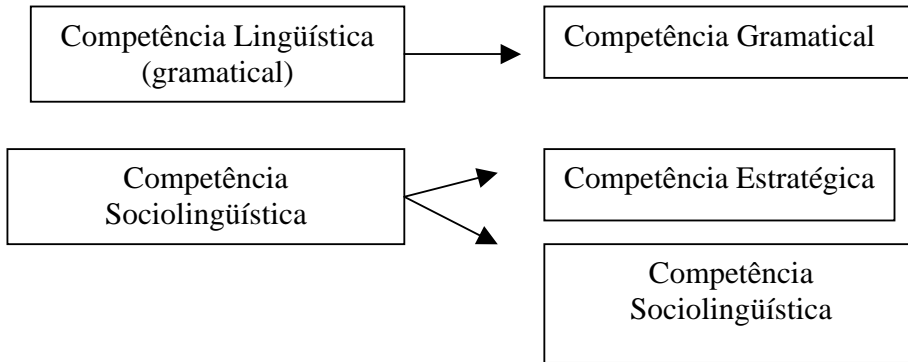 Competência Lingüística
(gramatical)
Competência Gramatical
Competência
Sociolingüística
Competência Estratégica
Competência
Sociolingüística